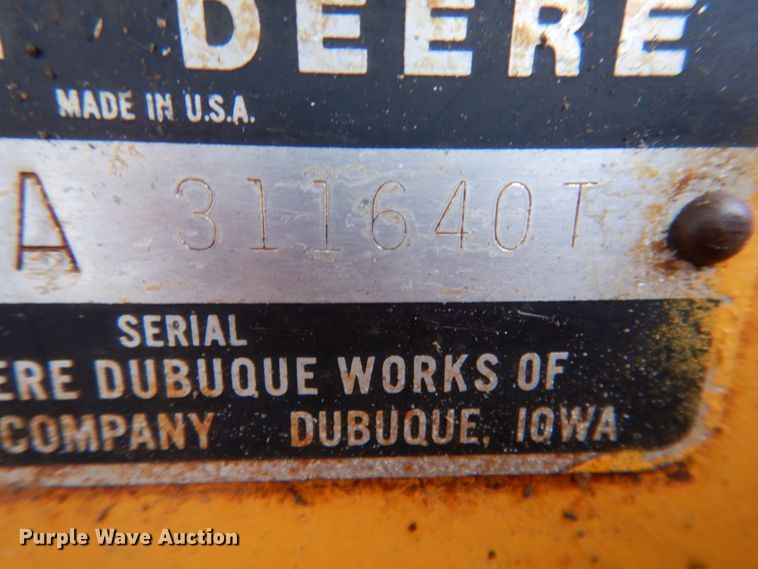 DEERE
MADE IN U.S.A.
A 311640T
SERIAL
ERE DUBUQUE WORKS OF
COMPANY DUBUQUE, IOWA
Purple Wave Auction